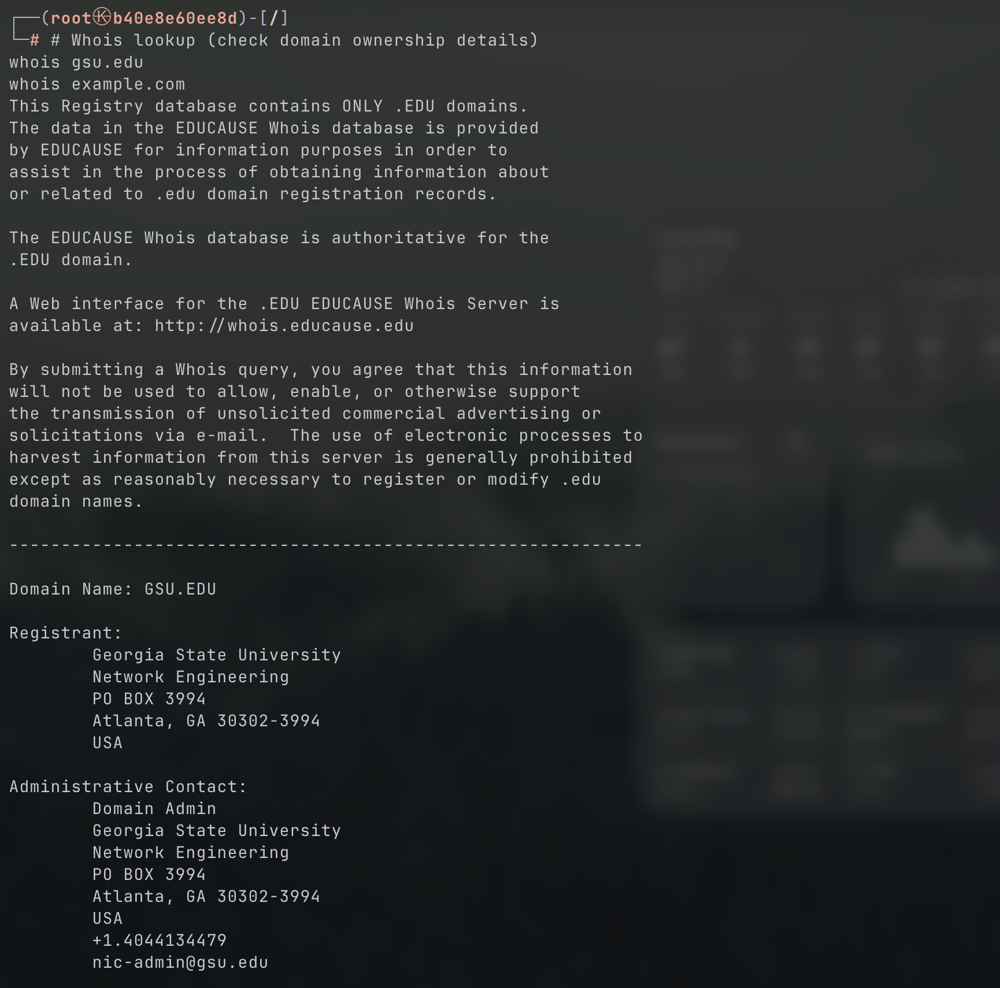 ┌──(root㉿b40e8e60ee8d)-[/]
└─# # Whois lookup (check domain ownership details)
whois gsu.edu
whois example.com
This Registry database contains ONLY .EDU domains.
The data in the EDUCAUSE Whois database is provided
by EDUCAUSE for information purposes in order to
assist in the process of obtaining information about
or related to .edu domain registration records.

The EDUCAUSE Whois database is authoritative for the
.EDU domain.

A Web interface for the .EDU EDUCAUSE Whois Server is
available at: http://whois.educause.edu

By submitting a Whois query, you agree that this information
will not be used to allow, enable, or otherwise support
the transmission of unsolicited commercial advertising or
solicitations via e-mail.  The use of electronic processes to
harvest information from this server is generally prohibited
except as reasonably necessary to register or modify .edu
domain names.

-------------------------------------------------------------

Domain Name: GSU.EDU

Registrant:
        Georgia State University
        Network Engineering
        PO BOX 3994
        Atlanta, GA 30302-3994
        USA

Administrative Contact:
        Domain Admin
        Georgia State University
        Network Engineering
        PO BOX 3994
        Atlanta, GA 30302-3994
        USA
        +1.4044134479
        nic-admin@gsu.edu